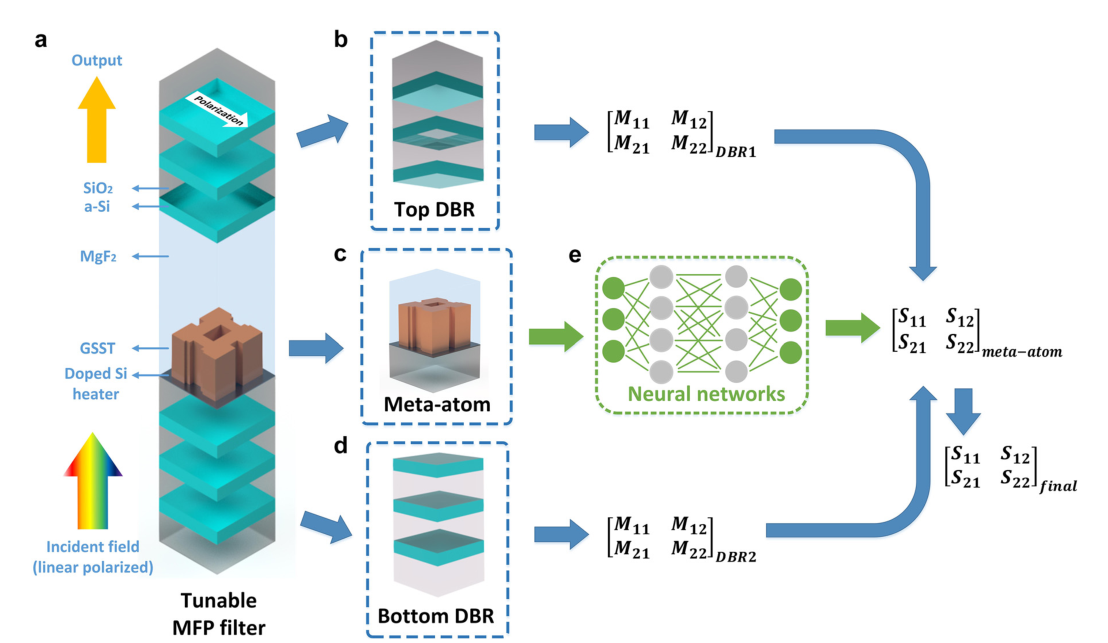 a
Output
Polarization
SiO₂
a-Si
MgF₂
GSST
Doped Si
heater
Incident field
(linear polarized)
Tunable
MFP filter
b
Top DBR
c
Meta-atom
d
Bottom DBR
e
Neural networks
[M₁₁ M₁₂
M₂₁ M₂₂]DBR1
[S₁₁ S₁₂
S₂₁ S₂₂]meta−atom
[S₁₁ S₁₂
S₂₁ S₂₂]final
[M₁₁ M₁₂
M₂₁ M₂₂]DBR2